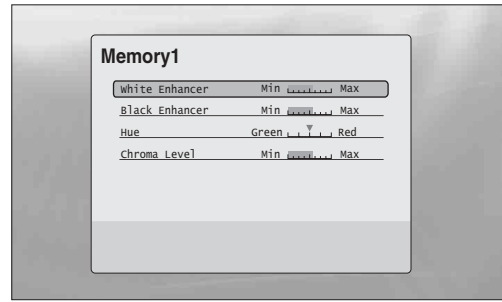 Memory1
White Enhancer Min Max
Black Enhancer Min Max
Hue Green Red
Chroma Level Min Max